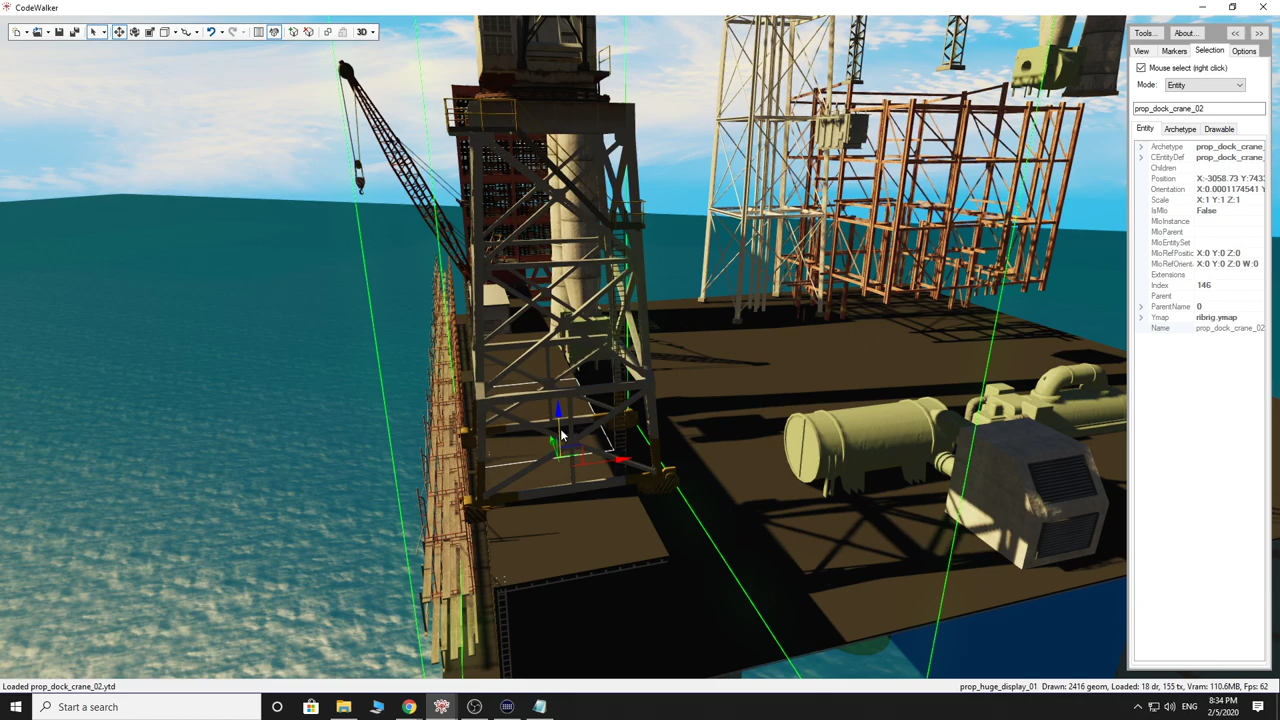 CodeWalker
3D
Tools... About... << >>
View Markers Selection Options
Mouse select (right click)
Mode: Entity
prop_dock_crane_02
Entity Archetype Drawable
Archetype prop_dock_crane_
CEntityDef prop_dock_crane_
Children
Position X:-3058.73 Y:743
Orientation X:0.0001174541 Y
Scale X:1 Y:1 Z:1
IsMlo False
MloInstance
MloParent
MloEntitySet
MloRefPositic X:0 Y:0 Z:0
MloRefOrient. X:0 Y:0 Z:0 W:0
Extensions
Index 146
Parent
ParentName 0
Ymap ribrig.ymap
Name prop_dock_crane_02
Loaded prop_dock_crane_02.ytd
prop_huge_display_01 Drawn: 2416 geom, Loaded: 18 dr, 155 tx, Vram: 110.6MB, Fps: 62
Start a search
ENG
8:34 PM
2/5/2020